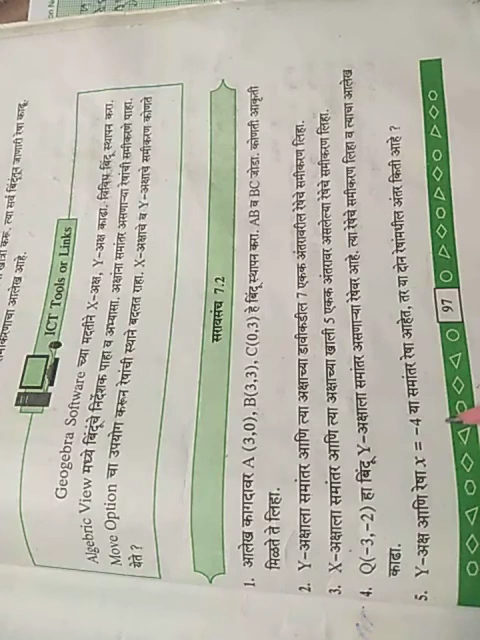 त्या सर्व बिंदूतून जाणारी रेषा काढू.
आलेख आहे.
ICT Tools or Links
Geogebra Software च्या मदतीने X-अक्ष, Y-अक्ष काढा. विविध बिंदू स्थापन करा.
Algebric View मध्ये बिंदूंचे निर्देशक पाहा व अभ्यासा. अक्षांना समांतर असणाऱ्या रेषांची समीकरणे पाहा.
Move Option चा उपयोग करून रेषांची स्थाने बदलत पहा. X-अक्षाचे व Y-अक्षाचे समीकरण कोणते
येते ?
सरावसंच 7.2
1. आलेख कागदावर A (3,0), B(3,3), C(0,3) हे बिंदू स्थापन करा. AB व BC जोडा. कोणती आकृती
मिळते ते लिहा.
2. Y-अक्षाला समांतर आणि त्या अक्षाच्या डावीकडील 7 एकक अंतरावरील रेषेचे समीकरण लिहा.
3. X-अक्षाला समांतर आणि त्या अक्षाच्या खाली 5 एकक अंतरावर असलेल्या रेषेचे समीकरण लिहा.
4. Q(-3,-2) हा बिंदू Y-अक्षाला समांतर असणाऱ्या रेषेवर आहे. त्या रेषेचे समीकरण लिहा व त्याचा आलेख
काढा.
5. Y-अक्ष आणि रेषा x = -4 या समांतर रेषा आहेत, तर या दोन रेषांमधील अंतर किती आहे ?
97